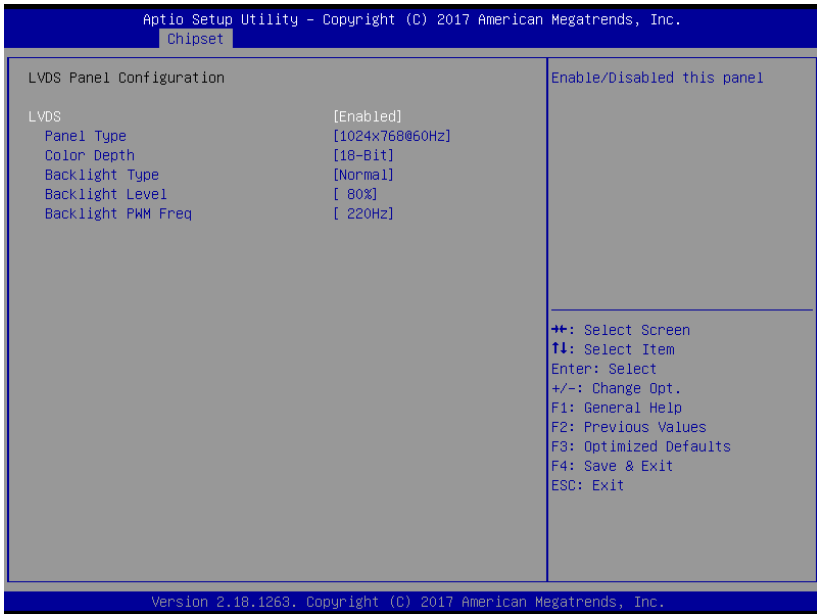 Aptio Setup Utility – Copyright (C) 2017 American Megatrends, Inc.
Chipset
LVDS Panel Configuration
LVDS [Enabled]
Panel Type [1024x768@60Hz]
Color Depth [18-Bit]
Backlight Type [Normal]
Backlight Level [ 80%]
Backlight PWM Freq [ 220Hz]
Enable/Disabled this panel
→←: Select Screen
↑↓: Select Item
Enter: Select
+/-: Change Opt.
F1: General Help
F2: Previous Values
F3: Optimized Defaults
F4: Save & Exit
ESC: Exit
Version 2.18.1263. Copyright (C) 2017 American Megatrends, Inc.